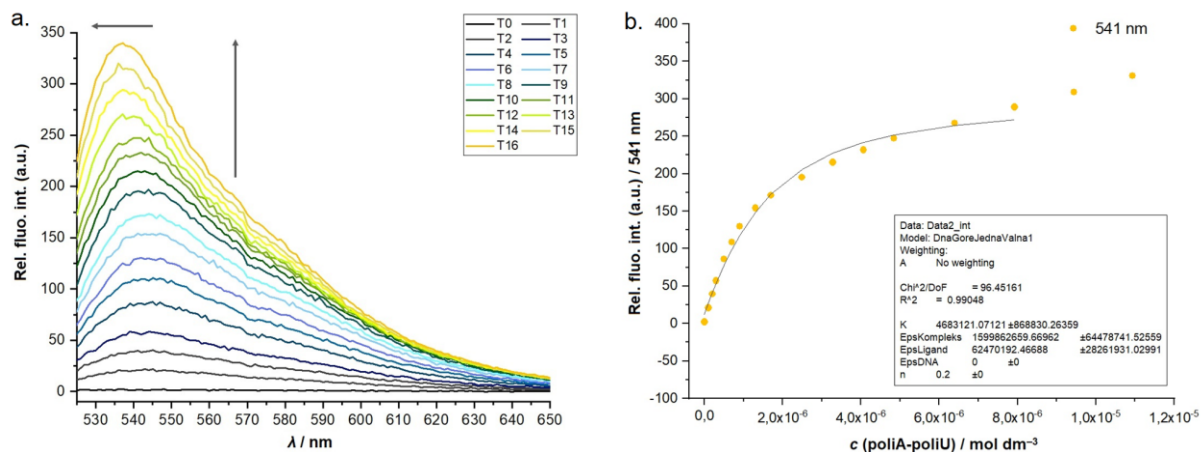 a.
Rel. fluo. int. (a.u.)
350
300
250
200
150
100
50
0
530 540 550 560 570 580 590 600 610 620 630 640 650
λ / nm
T0 T1
T2 T3
T4 T5
T6 T7
T8 T9
T10 T11
T12 T13
T14 T15
T16
b.
Rel. fluo. int. (a.u.) / 541 nm
400
350
300
250
200
150
100
50
0
-50
-100
0,0 2,0x10⁻⁶ 4,0x10⁻⁶ 6,0x10⁻⁶ 8,0x10⁻⁶ 1,0x10⁻⁵ 1,2x10⁻⁵
c (poliA-poliU) / mol dm⁻³
541 nm
Data: Data2_int
Model: DnaGoreJednaValna1
Weighting:
A No weighting
Chi^2/DoF = 96.45161
R^2 = 0.99048
K 4683121.07121 ±868830.26359
EpsKompleks 1599862659.66962 ±64478741.52559
EpsLigand 62470192.46688 ±28261931.02991
EpsDNA 0 ±0
n 0.2 ±0